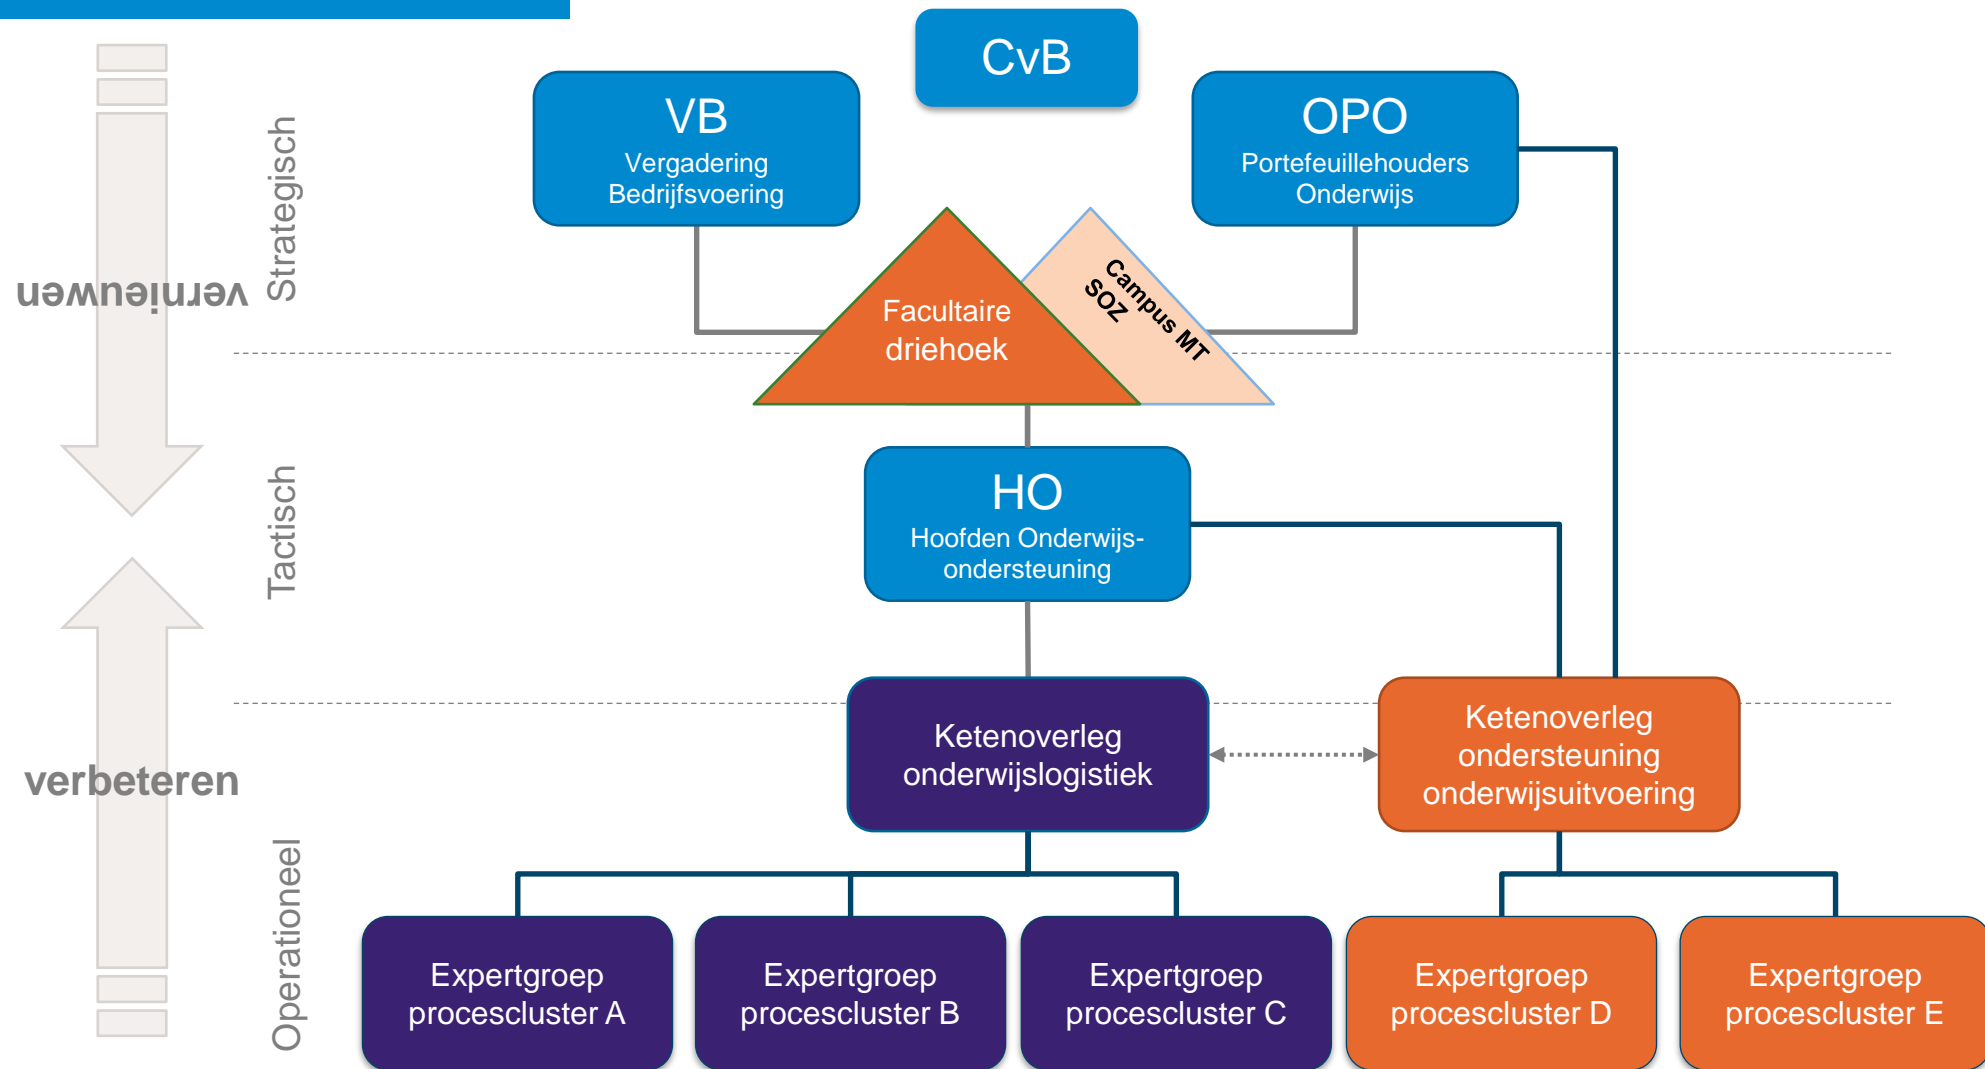 CvB
VB
Vergadering
Bedrijfsvoering
OPO
Portefeuillehouders
Onderwijs
Strategisch
vernieuwen
Facultaire
driehoek
Campus MT
SOZ
Tactisch
HO
Hoofden Onderwijs-
ondersteuning
verbeteren
Operationeel
Ketenoverleg
onderwijslogistiek
Ketenoverleg
ondersteuning
onderwijsuitvoering
Expertgroep
procescluster A
Expertgroep
procescluster B
Expertgroep
procescluster C
Expertgroep
procescluster D
Expertgroep
procescluster E